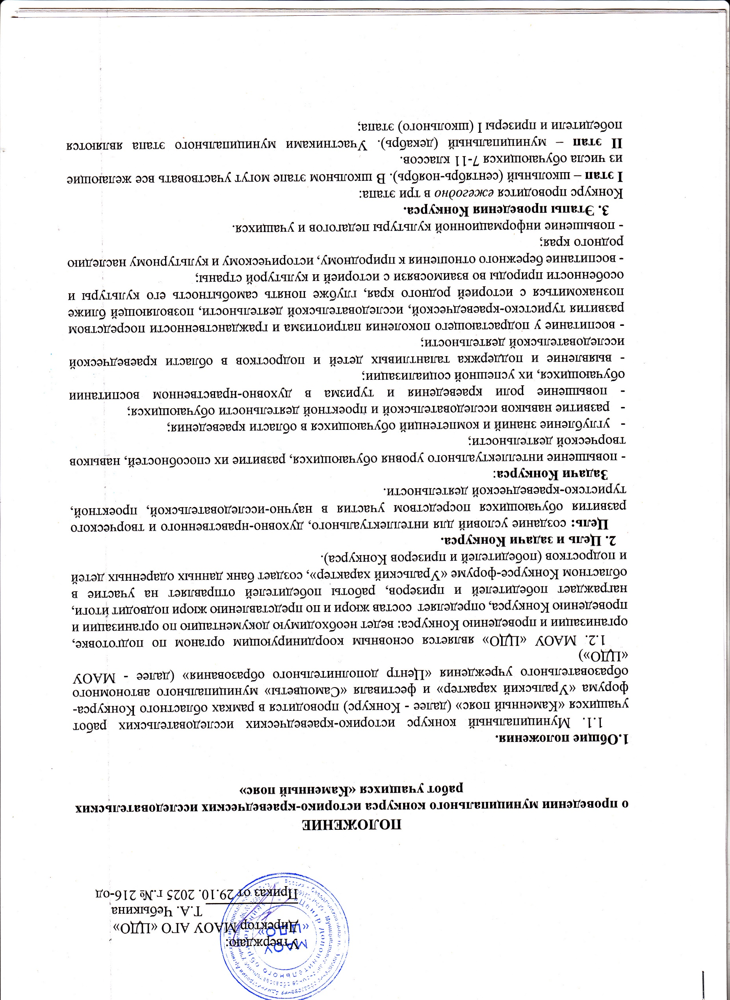 Утверждаю:
Директор МАОУ АГО «ЦДО»
Т.А. Чебыкина
Приказ от 29.10. 2025 г.№ 216-од
МАОУ
«ЦДО»
ПОЛОЖЕНИЕ
о проведении муниципального конкурса историко-краеведческих исследовательских
работ учащихся «Каменный пояс»
1.Общие положения.
1.1. Муниципальный конкурс историко-краеведческих исследовательских работ
учащихся «Каменный пояс» (далее - Конкурс) проводится в рамках областного Конкурса-
форума «Уральский характер» и фестиваля «Самоцветы» муниципального автономного
образовательного учреждения «Центр дополнительного образования» (далее - МАОУ
«ЦДО»)
1.2. МАОУ «ЦДО» является основным координирующим органом по подготовке,
организации и проведению Конкурса: ведет необходимую документацию по организации и
проведению Конкурса, определяет состав жюри и по представлению жюри подводит итоги,
награждает победителей и призеров, работы победителей отправляет на участие в
областном Конкурсе-форуме «Уральский характер», создает банк данных одаренных детей
и подростков (победителей и призеров Конкурса).
2. Цель и задачи Конкурса.
Цель: создание условий для интеллектуального, духовно-нравственного и творческого
развития обучающихся посредством участия в научно-исследовательской, проектной,
туристско-краеведческой деятельности.
Задачи Конкурса:
- повышение интеллектуального уровня обучающихся, развитие их способностей, навыков
творческой деятельности;
- углубление знаний и компетенций обучающихся в области краеведения;
- развитие навыков исследовательской и проектной деятельности обучающихся;
- повышение роли краеведения и туризма в духовно-нравственном воспитании
обучающихся, их успешной социализации;
- выявление и поддержка талантливых детей и подростков в области краеведческой
исследовательской деятельности;
- воспитание у подрастающего поколения патриотизма и гражданственности посредством
развития туристско-краеведческой, исследовательской деятельности, позволяющей ближе
познакомиться с историей родного края, глубже понять самобытность его культуры и
особенности природы во взаимосвязи с историей и культурой страны;
- воспитание бережного отношения к природному, историческому и культурному наследию
родного края;
- повышение информационной культуры педагогов и учащихся.
3. Этапы проведения Конкурса.
Конкурс проводится ежегодно в три этапа:
I этап – школьный (сентябрь-ноябрь). В школьном этапе могут участвовать все желающие
из числа обучающихся 7-11 классов.
II этап – муниципальный (декабрь). Участниками муниципального этапа являются
победители и призеры I (школьного) этапа;